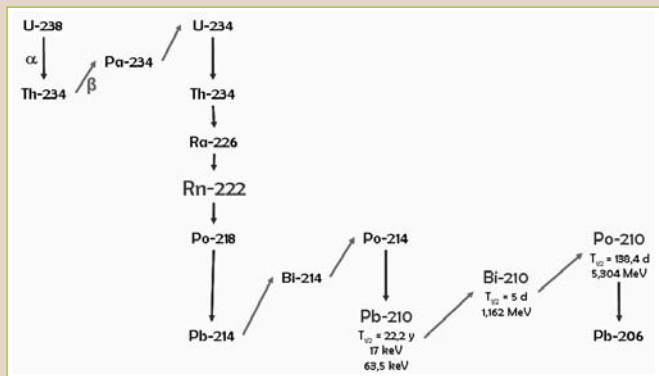 U-238
α
Th-234
β
Pa-234
U-234
Th-234
Ra-226
Rn-222
Po-218
Pb-214
Bi-214
Po-214
Pb-210
T1/2 = 22,2 y
17 keV
63,5 keV
Bi-210
T1/2 = 5 d
1,162 MeV
Po-210
T1/2 = 138,4 d
5,304 MeV
Pb-206